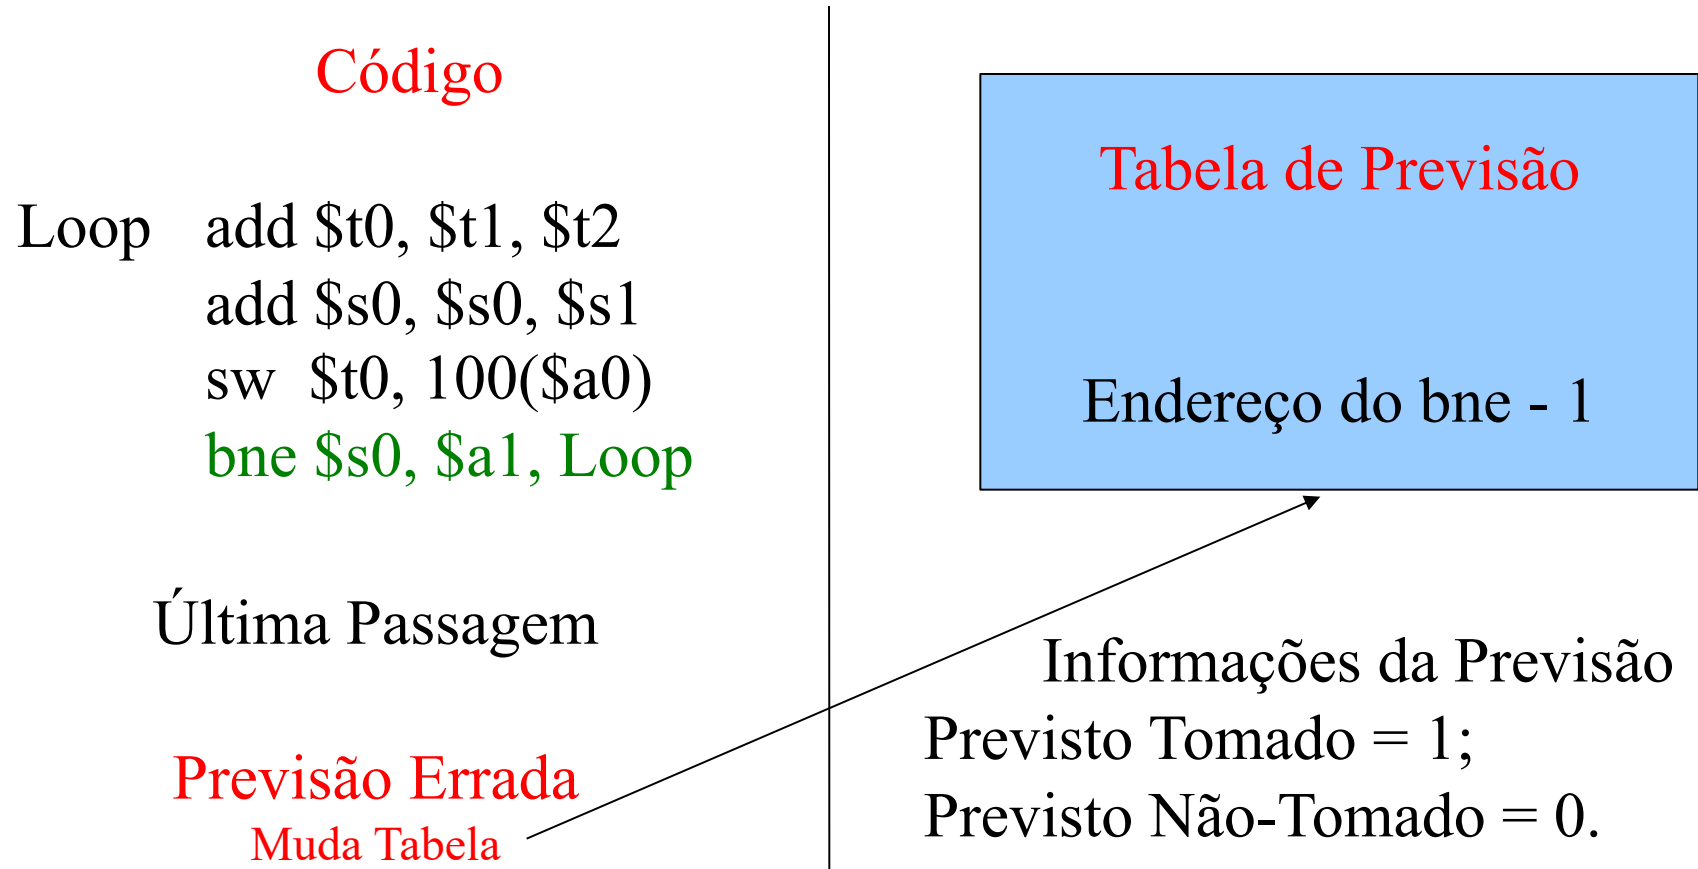 Código
Loop add $t0, $t1, $t2
add $s0, $s0, $s1
sw $t0, 100($a0)
bne $s0, $a1, Loop
Última Passagem
Previsão Errada
Muda Tabela
Tabela de Previsão
Endereço do bne - 1
Informações da Previsão
Previsto Tomado = 1;
Previsto Não-Tomado = 0.